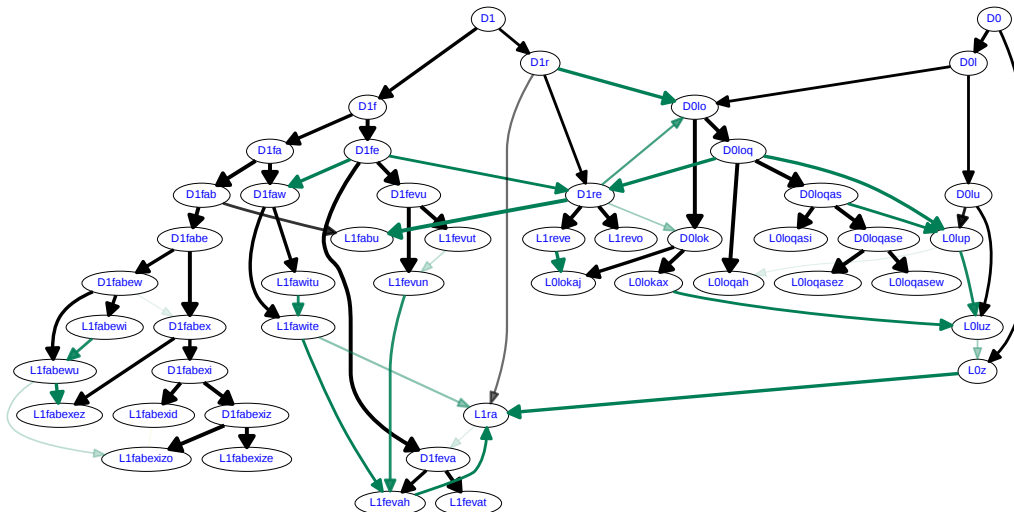 D1
D0
D1r
D0l
D1f
D0lo
D1fa
D1fe
D0loq
D1fab
D1faw
D1fevu
D1re
D0loqas
D0lu
D1fabe
L1fabu
L1fevut
L1reve
L1revo
D0lok
L0loqasi
D0loqase
L0lup
D1fabew
L1fawitu
L1fevun
L0lokaj
L0lokax
L0loqah
L0loqasez
L0loqasew
L1fabewi
D1fabex
L1fawite
L0luz
L1fabewu
D1fabexi
L0z
L1fabexez
L1fabexid
D1fabexiz
L1ra
L1fabexizo
L1fabexize
D1feva
L1fevah
L1fevat